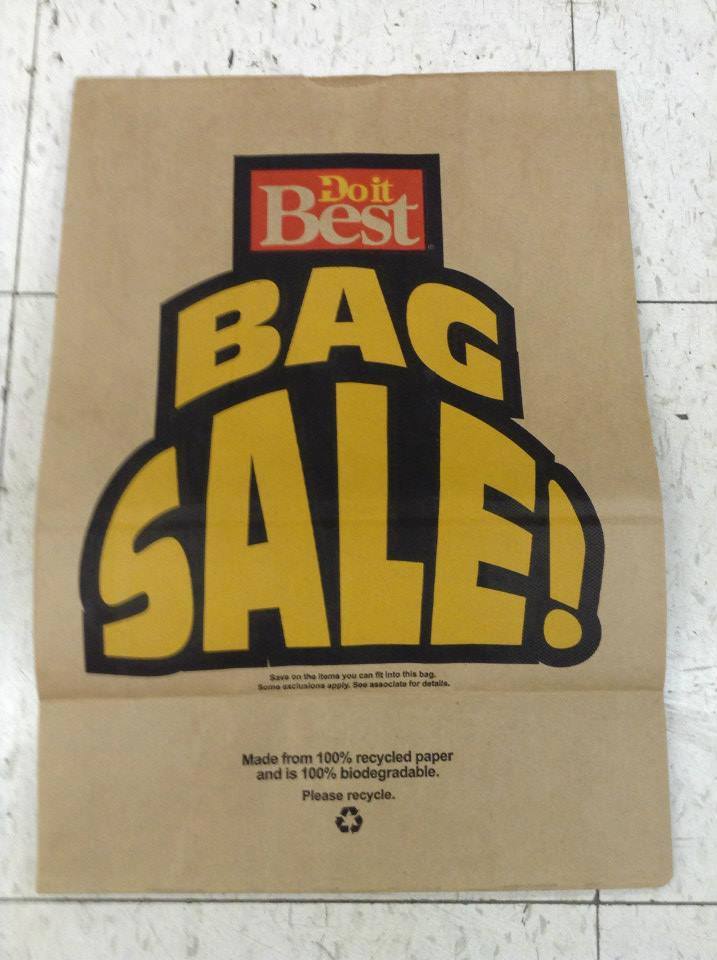 Do it
Best
BAG
SALE!
Save on the items you can fit into this bag.
Some exclusions apply. See associate for details.
Made from 100% recycled paper
and is 100% biodegradable.
Please recycle.